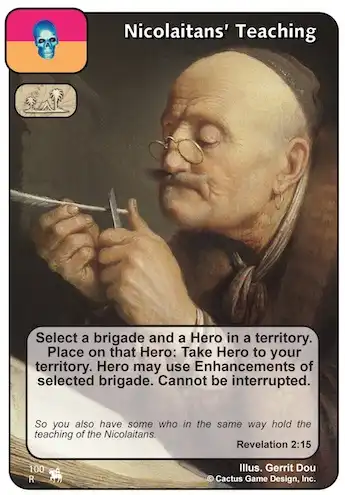 Nicolaitans' Teaching
Select a brigade and a Hero in a territory.
Place on that Hero: Take Hero to your
territory. Hero may use Enhancements of
selected brigade. Cannot be interrupted.
So you also have some who in the same way hold the
teaching of the Nicolaitans.
Revelation 2:15
100
R
Illus. Gerrit Dou
© Cactus Game Design, Inc.